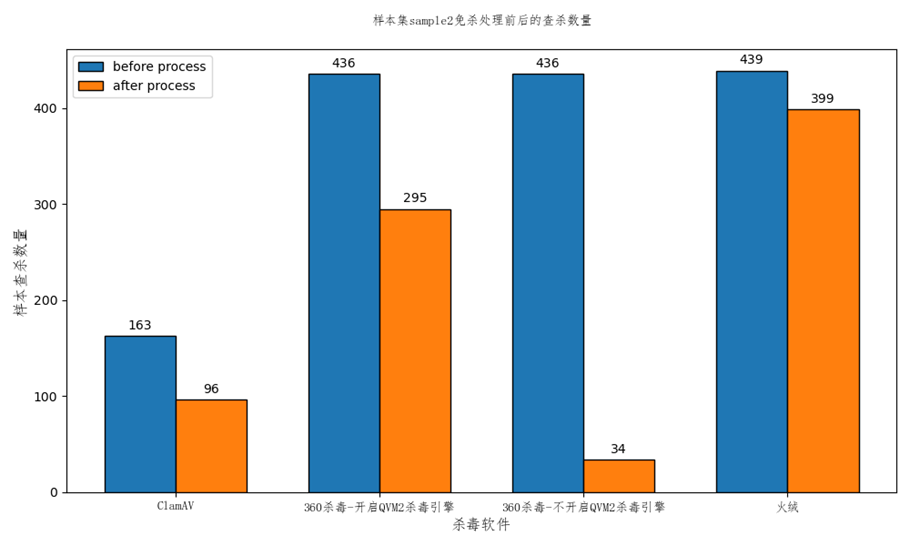 样本集sample2免杀处理前后的查杀数量
before process
after process
436
436
439
399
295
163
96
34
400
300
200
100
0
样本查杀数量
ClamAV
360杀毒-开启QVM2杀毒引擎
360杀毒-不开启QVM2杀毒引擎
火绒
杀毒软件